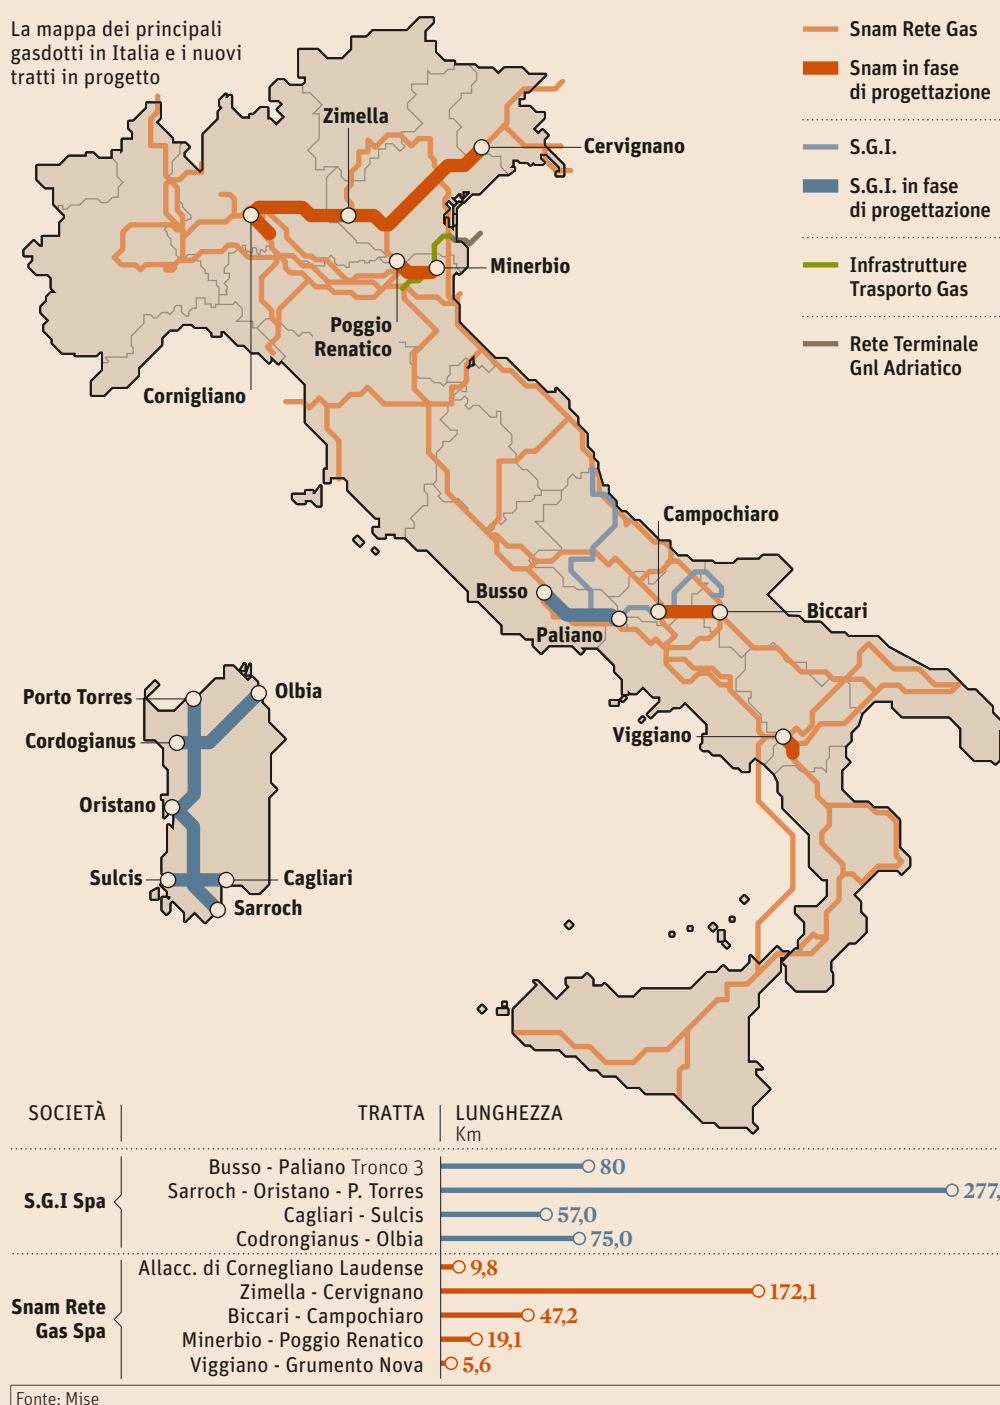 La mappa dei principali
gasdotti in Italia e i nuovi
tratti in progetto
Snam Rete Gas
Snam in fase
di progettazione
S.G.I.
S.G.I. in fase
di progettazione
Infrastrutture
Trasporto Gas
Rete Terminale
Gnl Adriatico
Zimella
Cervignano
Minerbio
Poggio
Renatico
Cornigliano
Campochiaro
Busso
Biccari
Paliano
Viggiano
Porto Torres
Olbia
Cordogianus
Oristano
Sulcis
Cagliari
Sarroch
SOCIETÀ
TRATTA
LUNGHEZZA
Km
S.G.I Spa
Busso - Paliano Tronco 3 80
Sarroch - Oristano - P. Torres 277,
Cagliari - Sulcis 57,0
Codrongianus - Olbia 75,0
Snam Rete
Gas Spa
Allacc. di Cornegliano Laudense 9,8
Zimella - Cervignano 172,1
Biccari - Campochiaro 47,2
Minerbio - Poggio Renatico 19,1
Viggiano - Grumento Nova 5,6
Fonte: Mise